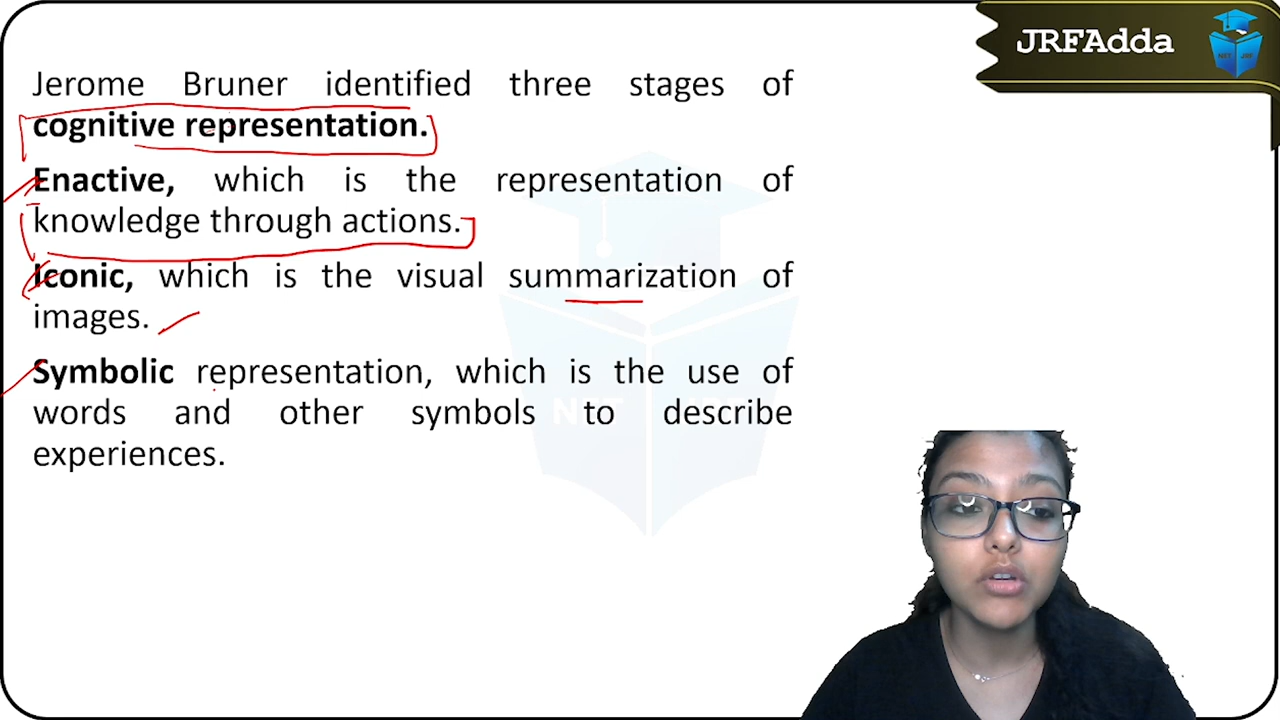 JRFAdda
NET JRF
Jerome Bruner identified three stages of
cognitive representation.
Enactive, which is the representation of
knowledge through actions.
Iconic, which is the visual summarization of
images.
Symbolic representation, which is the use of
words and other symbols to describe
experiences.